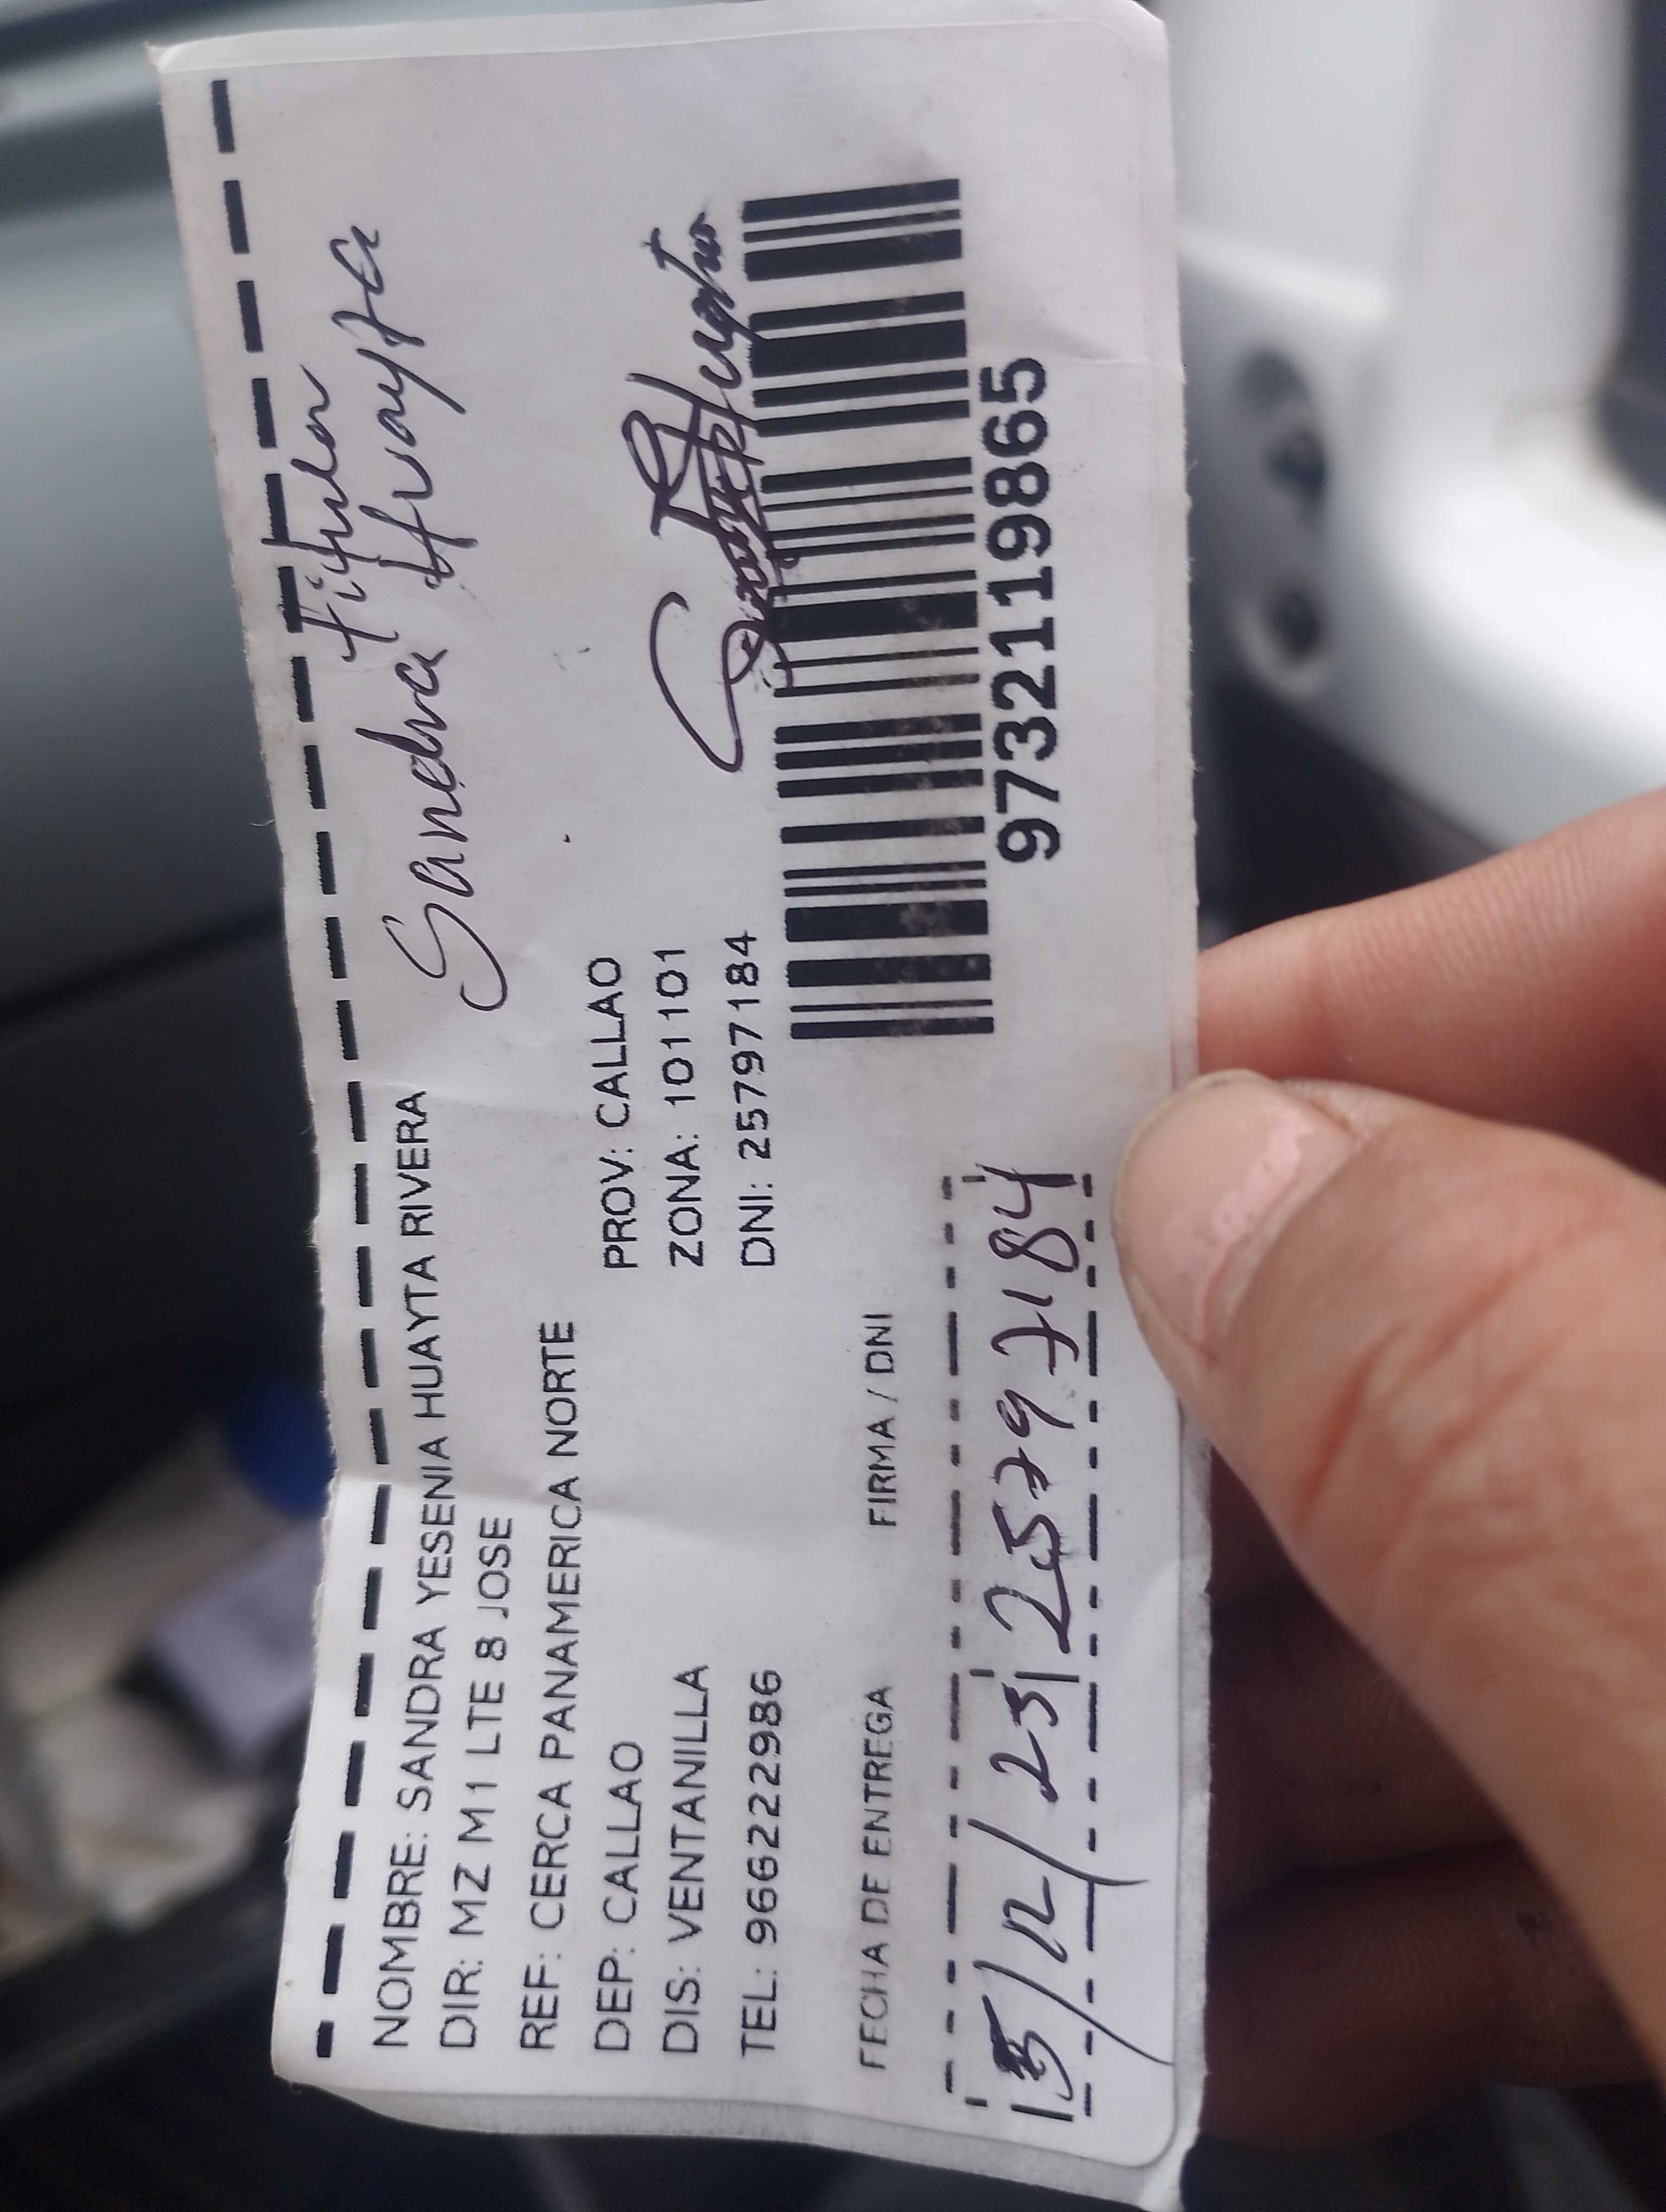 Titular
Sandra Huayta
NOMBRE: SANDRA YESENIA HUAYTA RIVERA
DIR: MZ M1 LTE 8 JOSE
REF: CERCA PANAMERICA NORTE
DEP: CALLAO PROV: CALLAO
DIS: VENTANILLA ZONA: 101101
TEL: 966222986 DNI: 25797184
FECHA DE ENTREGA FIRMA / DNI
/12/23 25797184
9732119865